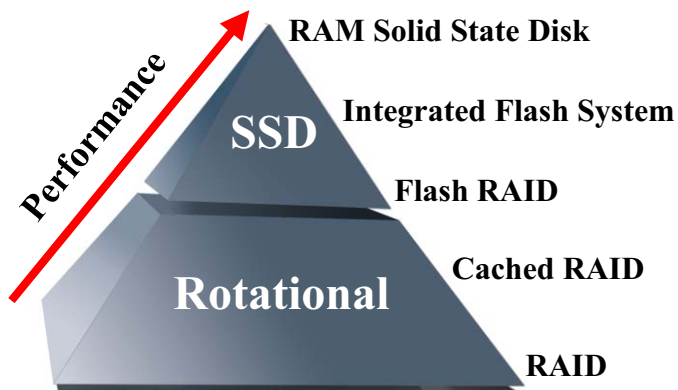 RAM Solid State Disk
Performance
Integrated Flash System
SSD
Flash RAID
Cached RAID
Rotational
RAID